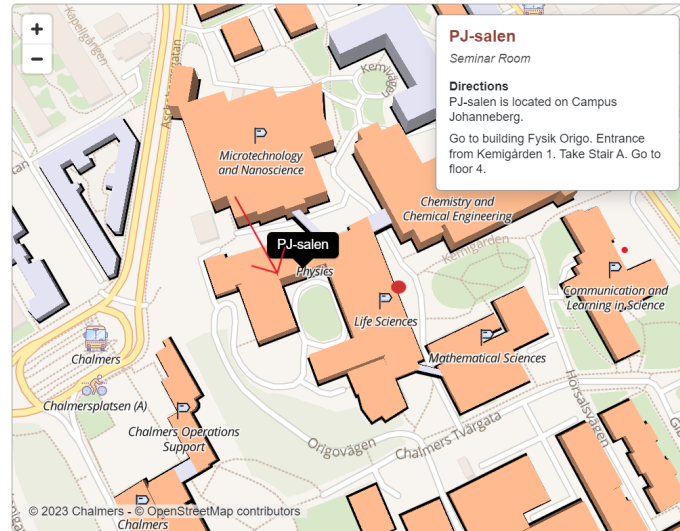 +
−
PJ-salen
Seminar Room
Directions
PJ-salen is located on Campus
Johanneberg.
Go to building Fysik Origo. Entrance
from Kemigården 1. Take Stair A. Go to
floor 4.
Kapellgången
Aschebergsgatan
Kemivägen
Microtechnology
and Nanoscience
Chemistry and
Chemical Engineering
PJ-salen
Physics
Kemigården
Communication and
Learning in Science
Life Sciences
Mathematical Sciences
Chalmers
Chalmersplatsen (A)
Hörsalsvägen
Chalmers Operations
Support
Origovägen
Chalmers Tvärgata
© 2023 Chalmers - © OpenStreetMap contributors
Chalmers